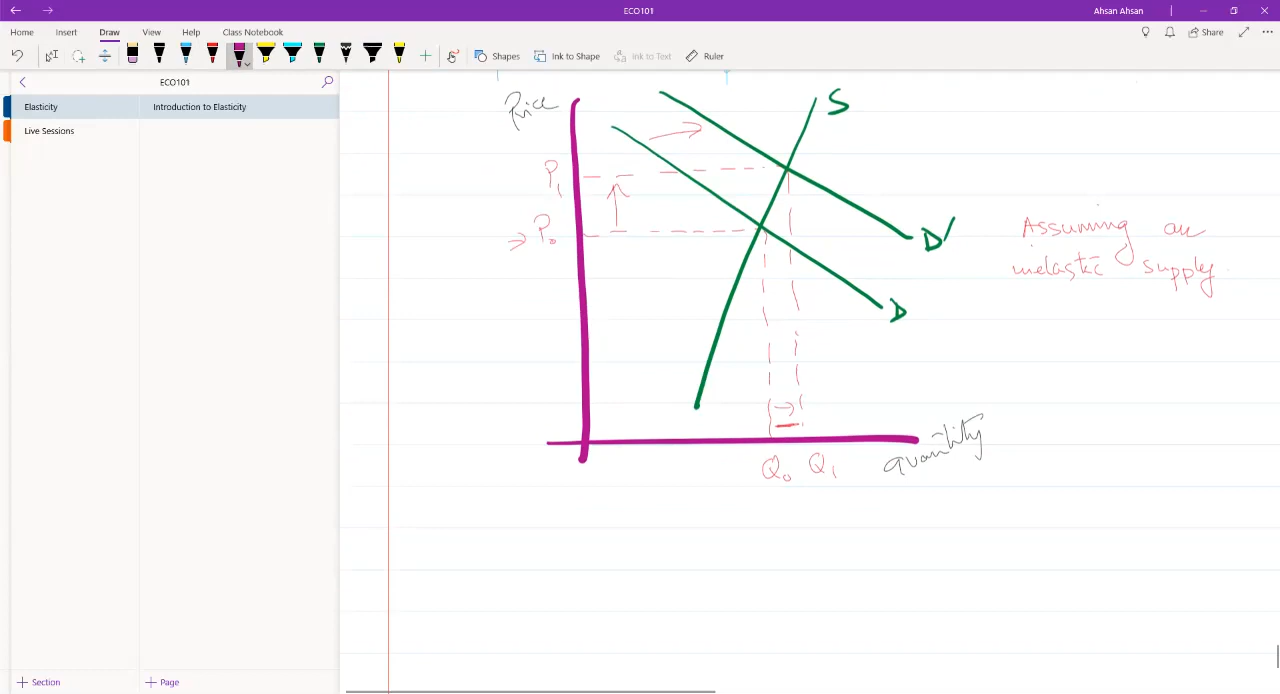 ECO101
Ahsan Ahsan
Home
Insert
Draw
View
Help
Class Notebook
Share
Shapes
Ink to Shape
Ink to Text
Ruler
ECO101
Elasticity
Introduction to Elasticity
Live Sessions
Price
S
P1
P0
D'
D
Assuming an
inelastic supply
Q0 Q1
quantity
Section
Page